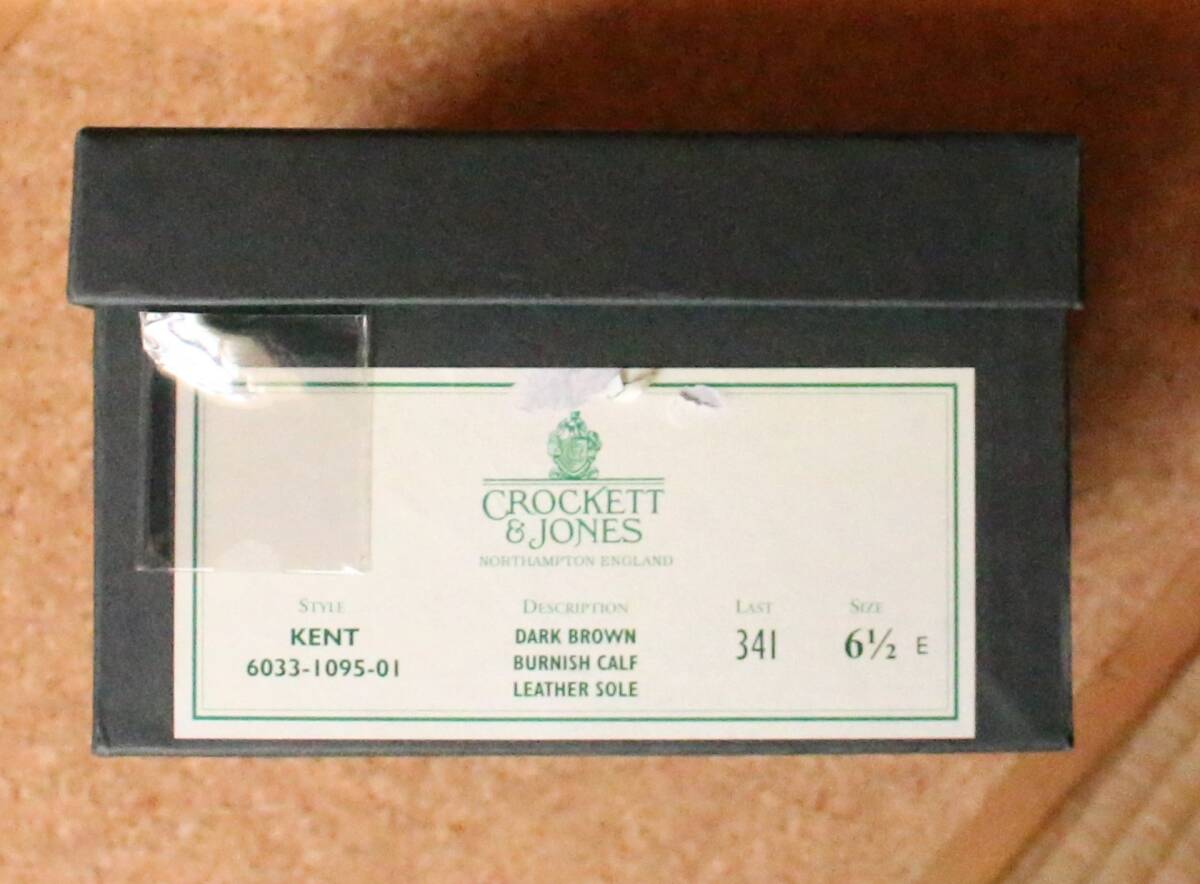 CROCKETT
& JONES
NORTHAMPTON ENGLAND
STYLE DESCRIPTION LAST SIZE
KENT DARK BROWN 341 6½ E
6033-1095-01 BURNISH CALF
LEATHER SOLE